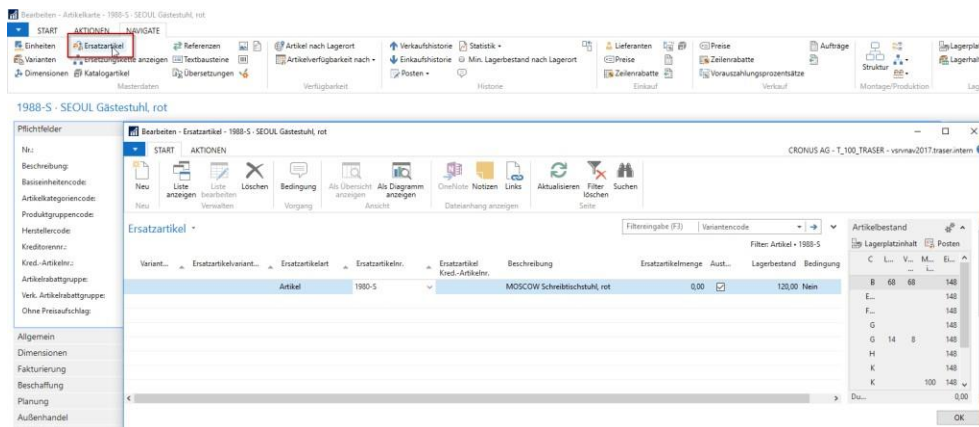 Bearbeiten - Artikelkarte - 1988-S · SEOUL Gästestuhl, rot
START AKTIONEN NAVIGATE
Einheiten Ersatzartikel Referenzen Artikel nach Lagerort Verkaufshistorie Statistik Lieferanten Preise Preise Aufträge
Varianten Ersetzungskette anzeigen Textbausteine Artikelverfügbarkeit nach Einkaufshistorie Min. Lagerbestand nach Lagerort Preise Zeilenrabatte Struktur
Dimensionen Katalogartikel Übersetzungen Posten Zeilenrabatte Vorauszahlungsprozentsätze
Masterdaten Verfügbarkeit Historie Einkauf Verkauf Montage/Produktion
1988-S · SEOUL Gästestuhl, rot
Pflichtfelder
Nr.:
Beschreibung:
Basiseinheitencode:
Artikelkategoriencode:
Produktgruppencode:
Herstellercode:
Kreditorennr.:
Kred.-Artikelnr.:
Artikelrabattgruppe:
Verk. Artikelrabattgruppe:
Ohne Preisaufschlag:
Allgemein
Dimensionen
Fakturierung
Beschaffung
Planung
Außenhandel
Bearbeiten - Ersatzartikel - 1988-S · SEOUL Gästestuhl, rot
START AKTIONEN CRONUS AG - T_100_TRASER - vsrvnav2017.traser.intern
Neu Liste anzeigen Liste bearbeiten Löschen Bedingung Als Übersicht anzeigen Als Diagramm anzeigen OneNote Notizen Links Aktualisieren Filter löschen Suchen
Neu Verwalten Vorgang Ansicht Dateianhang anzeigen Seite
Ersatzartikel Filtereingabe (F3) Variantencode
Filter: Artikel • 1988-S
Variant... Ersatzartikelvariant... Ersatzartikelart Ersatzartikelnr. Ersatzartikel Kred.-Artikelnr. Beschreibung Ersatzartikelmenge Aust... Lagerbestand Bedingung
Artikel 1980-S MOSCOW Schreibtischstuhl, rot 0,00 120,00 Nein
Artikelbestand
Lagerplatzinhalt Posten
C L... V... M... Ei...
B 68 68 148
E... 148
F... 148
G 148
G 14 8 148
H 148
K 148
K 100 148
Du... 0,00
OK